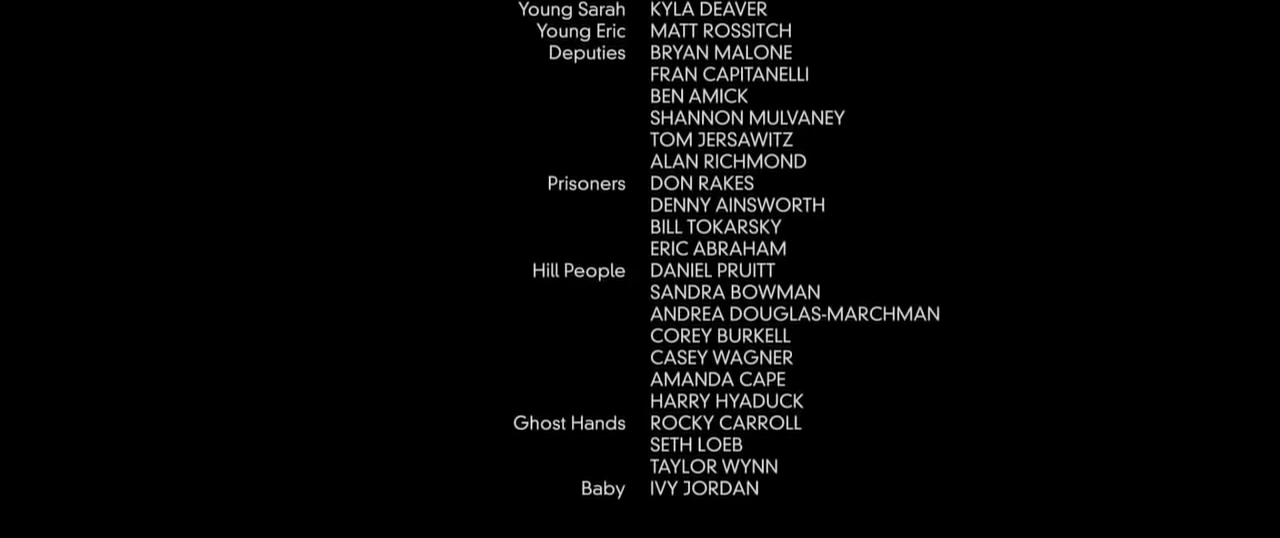 Young Sarah KYLA DEAVER
Young Eric MATT ROSSITCH
Deputies BRYAN MALONE
FRAN CAPITANELLI
BEN AMICK
SHANNON MULVANEY
TOM JERSAWITZ
ALAN RICHMOND
Prisoners DON RAKES
DENNY AINSWORTH
BILL TOKARSKY
ERIC ABRAHAM
Hill People DANIEL PRUITT
SANDRA BOWMAN
ANDREA DOUGLAS-MARCHMAN
COREY BURKELL
CASEY WAGNER
AMANDA CAPE
HARRY HYADUCK
Ghost Hands ROCKY CARROLL
SETH LOEB
TAYLOR WYNN
Baby IVY JORDAN